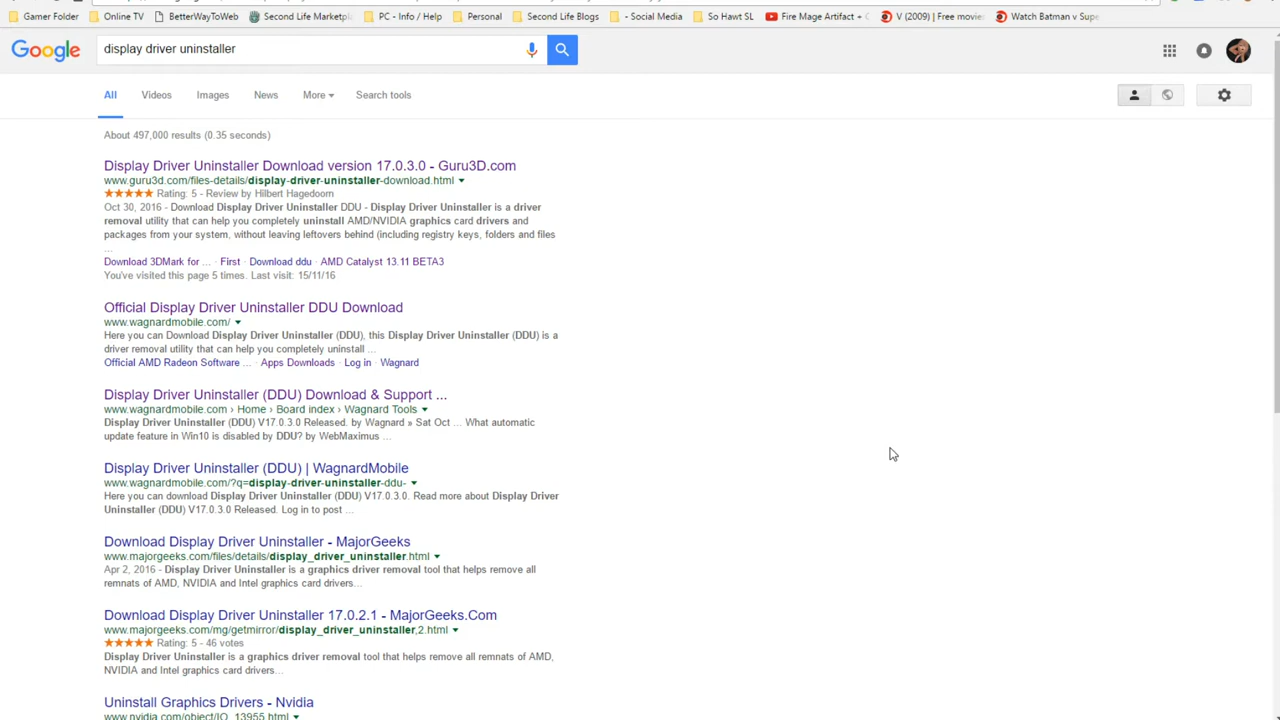 Gamer Folder Online TV BetterWayToWeb Second Life Marketpl PC - Info / Help Personal Second Life Blogs - Social Media So Hawt SL Fire Mage Artifact + C V (2009) | Free movie Watch Batman v Supe
Google display driver uninstaller
All Videos Images News More Search tools
About 497,000 results (0.35 seconds)
Display Driver Uninstaller Download version 17.0.3.0 - Guru3D.com
www.guru3d.com/files-details/display-driver-uninstaller-download.html
Rating: 5 - Review by Hilbert Hagedoorn
Oct 30, 2016 - Download Display Driver Uninstaller DDU - Display Driver Uninstaller is a driver
removal utility that can help you completely uninstall AMD/NVIDIA graphics card drivers and
packages from your system, without leaving leftovers behind (including registry keys, folders and files
...
Download 3DMark for ... · First · Download ddu · AMD Catalyst 13.11 BETA3
You've visited this page 5 times. Last visit: 15/11/16
Official Display Driver Uninstaller DDU Download
www.wagnardmobile.com/
Here you can Download Display Driver Uninstaller (DDU), this Display Driver Uninstaller (DDU) is a
driver removal utility that can help you completely uninstall ...
Official AMD Radeon Software ... · Apps Downloads · Log in · Wagnard
Display Driver Uninstaller (DDU) Download & Support ...
www.wagnardmobile.com › Home › Board index › Wagnard Tools
Display Driver Uninstaller (DDU) V17.0.3.0 Released. by Wagnard » Sat Oct ... What automatic
update feature in Win10 is disabled by DDU? by WebMaximus ...
Display Driver Uninstaller (DDU) | WagnardMobile
www.wagnardmobile.com/?q=display-driver-uninstaller-ddu-
Here you can download Display Driver Uninstaller (DDU) V17.0.3.0. Read more about Display Driver
Uninstaller (DDU) V17.0.3.0 Released. Log in to post ...
Download Display Driver Uninstaller - MajorGeeks
www.majorgeeks.com/files/details/display_driver_uninstaller.html
Apr 2, 2016 - Display Driver Uninstaller is a graphics driver removal tool that helps remove all
remnats of AMD, NVIDIA and Intel graphics card drivers...
Download Display Driver Uninstaller 17.0.2.1 - MajorGeeks.Com
www.majorgeeks.com/mg/getmirror/display_driver_uninstaller,2.html
Rating: 5 - 46 votes
Display Driver Uninstaller is a graphics driver removal tool that helps remove all remnats of AMD,
NVIDIA and Intel graphics card drivers...
Uninstall Graphics Drivers - Nvidia
www.nvidia.com/object/IO_13955.html